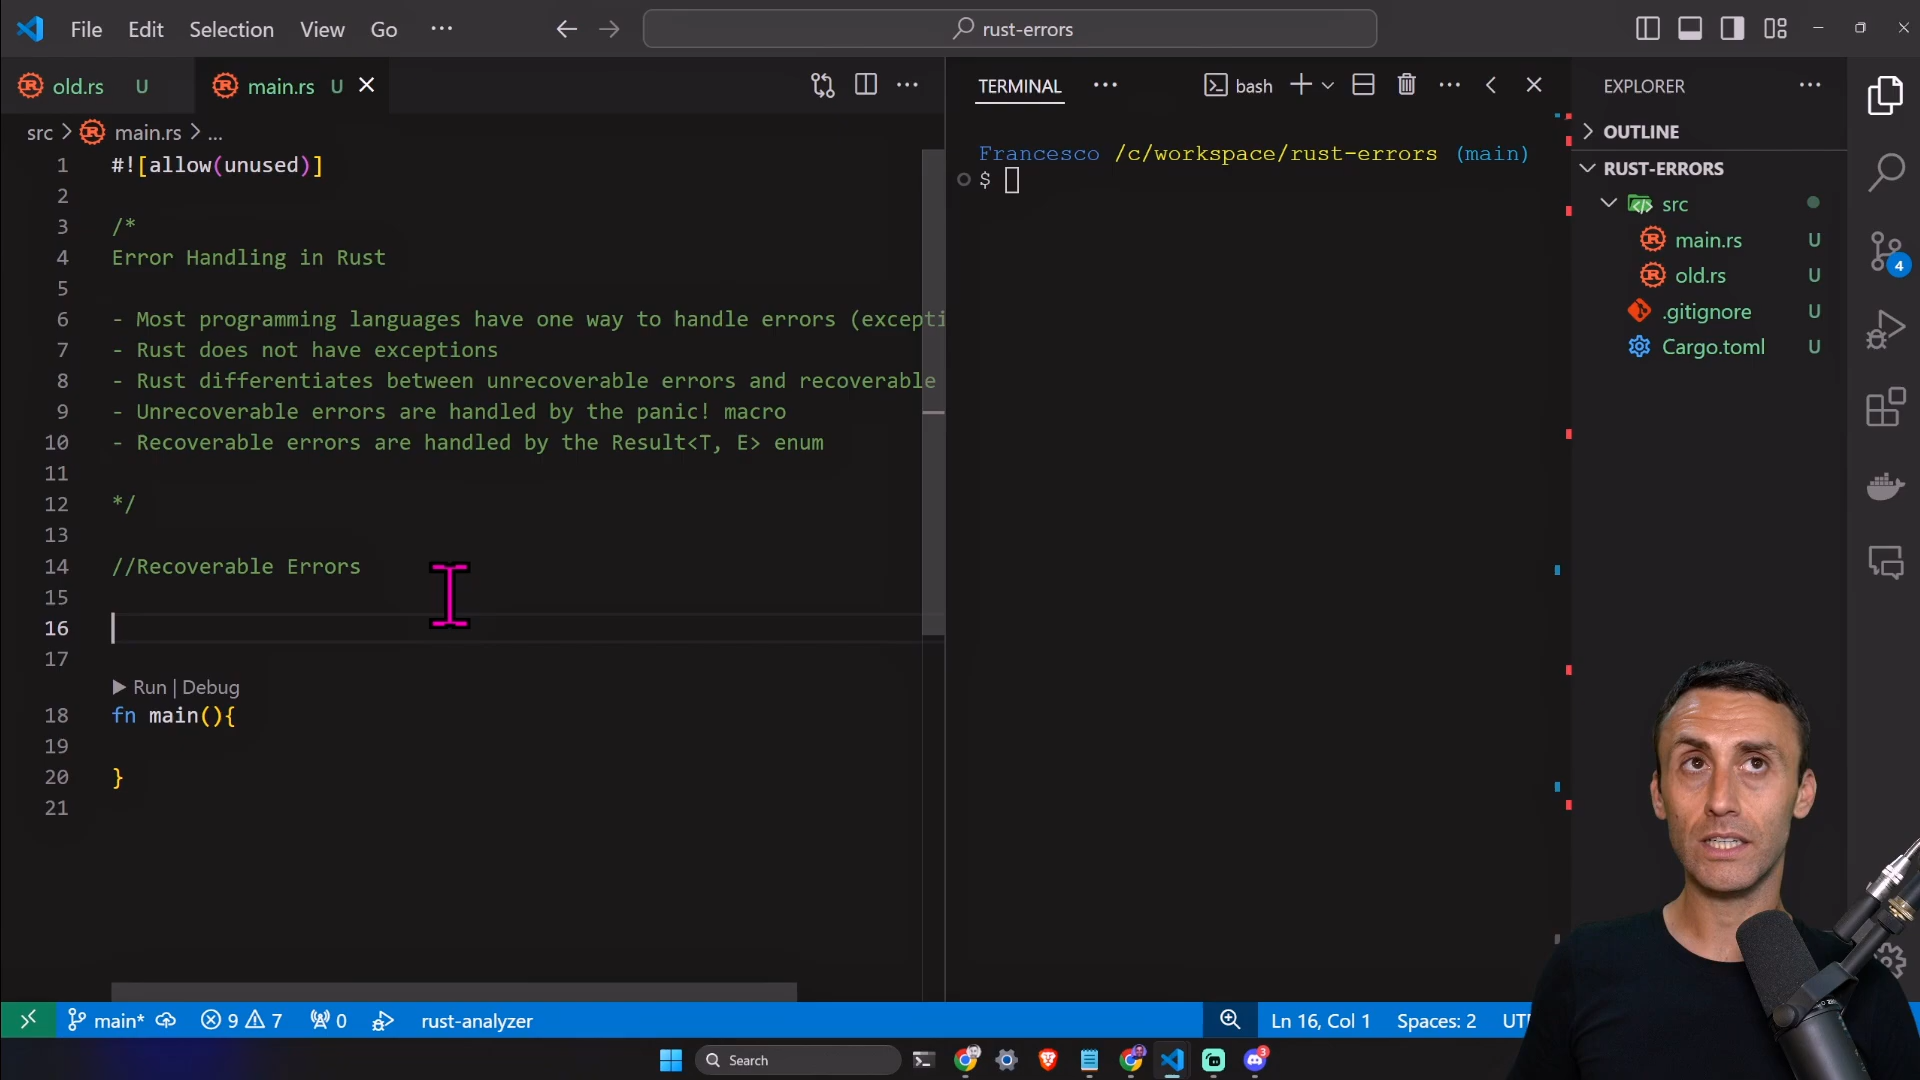 File Edit Selection View Go ... rust-errors
old.rs U main.rs U
TERMINAL ... bash ...
EXPLORER ...
src > main.rs > ...
OUTLINE
RUST-ERRORS
src
main.rs U
old.rs U
.gitignore U
Cargo.toml U
4
1 #![allow(unused)]
2
3 /*
4 Error Handling in Rust
5
6 - Most programming languages have one way to handle errors (excepti
7 - Rust does not have exceptions
8 - Rust differentiates between unrecoverable errors and recoverable
9 - Unrecoverable errors are handled by the panic! macro
10 - Recoverable errors are handled by the Result<T, E> enum
11
12 */
13
14 //Recoverable Errors
15
16
17
Run | Debug
18 fn main(){
19
20 }
21
Francesco /c/workspace/rust-errors (main)
$
main* 9 7 0 rust-analyzer Ln 16, Col 1 Spaces: 2 UTF
Search
3